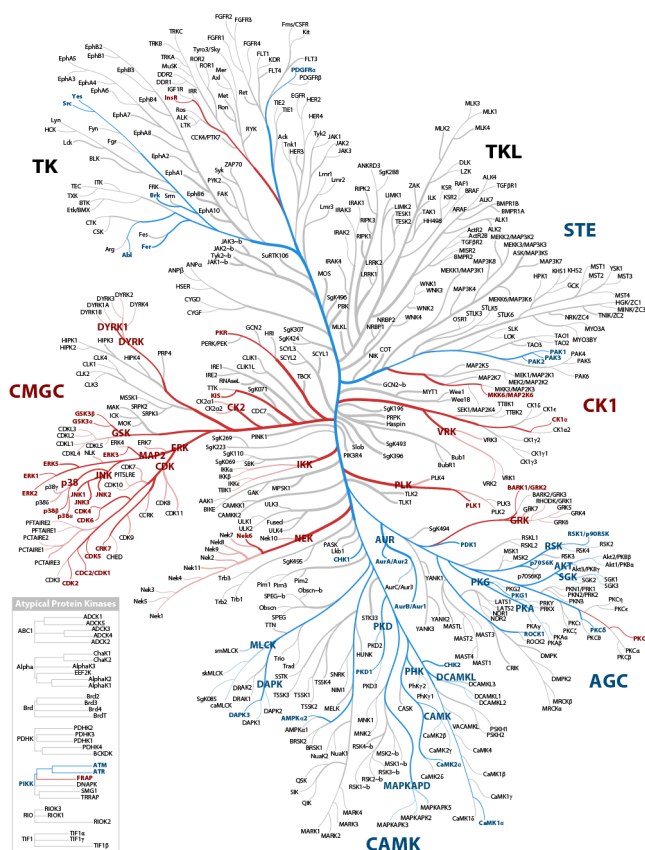 FGFR2
FGFR3
TRKC
Fms/CSFR
Kit
TRKB
FGFR1
FGFR4
EphB2
EphB1
Tyro3/Sky
FLT1
KDR
FLT3
EphA5
TRKA
ROR2
ROR1
MuSK
Mer
Axl
FLT4
PDGFRα
PDGFRβ
EphB3
DDR2
DDR1
EphA3
EphA4
EphA6
IGF1R
IRR
InsR
Ret
EGFR
HER2
Yes
Src
EphB4
Met
Ron
TIE2
TIE1
HER4
MLK3
MLK1
EphA7
Ros
ALK
LTK
Lyn
HCK
Fyn
EphA8
CCK4/PTK7
RYK
Ack
Tnk1
HER3
Tyk2
JAK1
JAK2
JAK3
MLK2
MLK4
Lck
Fgr
TK
TKL
BLK
EphA2
EphA1
Syk
ZAP70
PYK2
Lmr1
Lmr2
ANKRD3
SgK288
DLK
LZK
TEC
TXK
ITK
BTK
Etk/BMX
FRK
Brk
Srm
EphB6
FAK
RIPK2
ZAK
KSR
KSR2
RAF1
BRAF
ALK4
TGFβR1
EphA10
Lmr3
IRAK1
IRAK3
LIMK1
LIMK2
TESK1
TESK2
ILK
TAK1
HH498
ARAF
ALK7
BMPR1B
BMPR1A
CTK
CSK
Fes
Fer
Arg
Abl
JAK3~b
JAK2~b
Tyk2~b
JAK1~b
SuRTK106
IRAK2
RIPK3
RIPK1
ActR2
ActR2B
ALK1
ALK2
TGFβR2
MISR2
BMPR2
STE
MEKK2/MAP3K2
MEKK3/MAP3K3
ASK/MAP3K5
MAP3K8
MAP3K7
ANPα
ANPβ
HSER
IRAK4
LRRK2
LRRK1
MOS
MEKK1/MAP3K1
MAP3K4
MEKK6/MAP3K6
HPK1
KHS1
KHS2
GCK
MST1
MST2
YSK1
MST3
MST4
WNK1
WNK3
HGK/ZC1
MINK/ZC3
TNIK/ZC2
NRK/ZC4
CYGD
CYGF
SgK496
PBK
NRBP2
NRBP1
MLKL
WNK2
WNK4
OSR1
STLK3
STLK5
STLK6
DYRK2
DYRK3
DYRK4
DYRK1A
DYRK1B
DYRK1
DYRK
PKR
GCN2
PERK/PEK
HRI
SgK307
SgK424
SCYL3
SCYL2
SCYL1
NIK
COT
SLK
LOK
TAO1
TAO2
TAO3
MYO3A
MYO3BY
PAK1
PAK3
PAK2
PAK4
PAK5
PAK6
HIPK1
HIPK2
HIPK3
HIPK4
PRP4
CLK4
CLK1
CLK2
CLK3
CLIK1
CLIK1L
IRE1
IRE2
RNAseL
TTK
KIS
SgK071
TBCK
MAP2K5
MAP2K7
MEK1/MAP2K1
MEK2/MAP2K2
MKK3/MAP2K3
MKK6/MAP2K6
GCN2~b
MYT1
Wee1
Wee1B
SEK1/MAP2K4
TTBK1
TTBK2
CK1δ
CK1ε
CK1α
CK1α2
CK1γ2
CK1γ1
CK1γ3
CK1
CMGC
MSSK1
SRPK2
SRPK1
MAK
ICK
MOK
GSK3β
GSK3α
GSK
CK2α1
CK2α2
CK2
CDC7
PINK1
SgK196
PRPK
Haspin
VRK
VRK3
VRK2
VRK1
CDKL3
CDKL2
CDKL1
CDKL5
CDKL4
NLK
ERK4
ERK3
ERK7
ERK
MAP2
CDK
SgK269
SgK223
SgK110
SgK069
SBK
IKKα
IKKβ
IKKε
TBK1
IKK
Slob
PIK3R4
SgK493
SgK396
Bub1
BubR1
ERK5
ERK1
ERK2
p38γ
p38δ
p38β
p38α
p38
JNK
JNK1
JNK2
JNK3
CDK4
CDK6
CDK7
PITSLRE
CDK10
CDK8
CDK11
CCRK
CDK9
CHED
CRK7
CDK5
CDC2/CDK1
CDK3
CDK2
PFTAIRE2
PFTAIRE1
PCTAIRE2
PCTAIRE1
PCTAIRE3
AAK1
BIKE
GAK
MPSK1
CAMKK1
CAMKK2
ULK1
ULK2
Fused
ULK4
ULK3
TLK2
TLK1
PLK4
PLK
PLK1
PLK3
PLK2
BARK1/GRK2
BARK2/GRK3
RHODK/GRK1
GRK7
GRK5
GRK4
GRK6
GRK
SgK494
Nek6
Nek7
Nek8
Nek9
Nek10
Nek2
Nek11
Nek4
Nek3
Nek5
Nek1
NEK
PASK
Lkb1
CHK1
SgK495
Trb3
Trb2
Trb1
Pim1
Pim3
Pim2
AUR
AurA/Aur2
AurC/Aur3
AurB/Aur1
PDK1
MSK1
MSK2
RSK1/p90RSK
RSK2
RSK3
RSK4
RSK
p70S6K
p70S6Kβ
AKT
Akt2/PKBβ
Akt1/PKBα
Akt3/PKBγ
SGK
SGK1
SGK2
SGK3
PKN1/PRK1
PKN2/PRK2
PKN3
YANK1
PKG
PKG1
PKG2
PKA
LATS1
LATS2
NDR1
NDR2
PRKY
PRKX
PKAγ
PKAα
PKAβ
PKCζ
PKCι
PKCδ
PKCθ
PKCη
PKCε
PKCγ
PKCα
PKCβ
ROCK1
ROCK2
YANK2
YANK3
MASTL
MAST3
MAST2
MAST4
MAST1
CRIK
DMPK
DMPK2
MRCKβ
MRCKα
AGC
Obscn~b
SPEG~b
Obscn
SPEG
TTN
STK33
PKD
PKD2
PKD1
PKD3
HUNK
SNRK
NIM1
MLCK
smMLCK
skMLCK
SgK085
caMLCK
Trio
Trad
SSTK
TSSK4
TSSK3
TSSK1
TSSK2
DAPK
DRAK2
DRAK1
DAPK3
DAPK1
DAPK2
AMPKα2
AMPKα1
MELK
PHK
PhKγ1
PhKγ2
CHK2
DCAMKL
DCAMKL3
DCAMKL1
DCAMKL2
CASK
CAMK
VACAMKL
PSKH1
PSKH2
MNK1
MNK2
BRSK2
BRSK1
NuaK2
NuaK1
RSK4~b
MSK2~b
MSK1~b
RSK1~b
RSK2~b
RSK3~b
MAPKAPD
CaMK2β
CaMK2γ
CaMK2α
CaMK2δ
CaMK4
CaMK1β
CaMK1γ
CaMK1δ
CaMK1α
QSK
SIK
QIK
MARK4
MARK3
MARK1
MARK2
MAPKAPK5
MAPKAPK2
MAPKAPK3
CAMK
Atypical Protein Kinases
ABC1
ADCK1
ADCK5
ADCK3
ADCK4
ADCK2
Alpha
ChaK1
ChaK2
AlphaK3
EEF2K
AlphaK2
AlphaK1
Brd
Brd2
Brd3
Brd4
BrdT
PDHK
PDHK2
PDHK3
PDHK1
PDHK4
BCKDK
PIKK
ATM
ATR
FRAP
DNAPK
SMG1
TRRAP
RIO
RIOK3
RIOK1
RIOK2
TIF1
TIF1α
TIF1γ
TIF1β